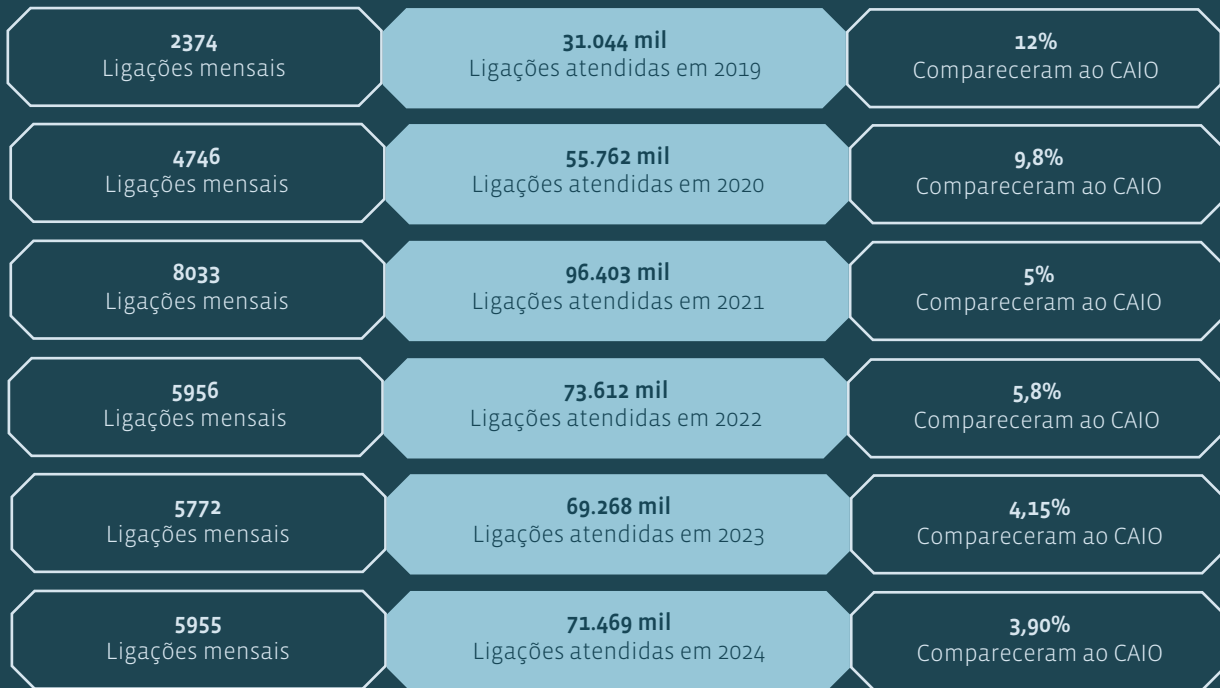 2374
Ligações mensais
31.044 mil
Ligações atendidas em 2019
12%
Compareceram ao CAIO
4746
Ligações mensais
55.762 mil
Ligações atendidas em 2020
9,8%
Compareceram ao CAIO
8033
Ligações mensais
96.403 mil
Ligações atendidas em 2021
5%
Compareceram ao CAIO
5956
Ligações mensais
73.612 mil
Ligações atendidas em 2022
5,8%
Compareceram ao CAIO
5772
Ligações mensais
69.268 mil
Ligações atendidas em 2023
4,15%
Compareceram ao CAIO
5955
Ligações mensais
71.469 mil
Ligações atendidas em 2024
3,90%
Compareceram ao CAIO